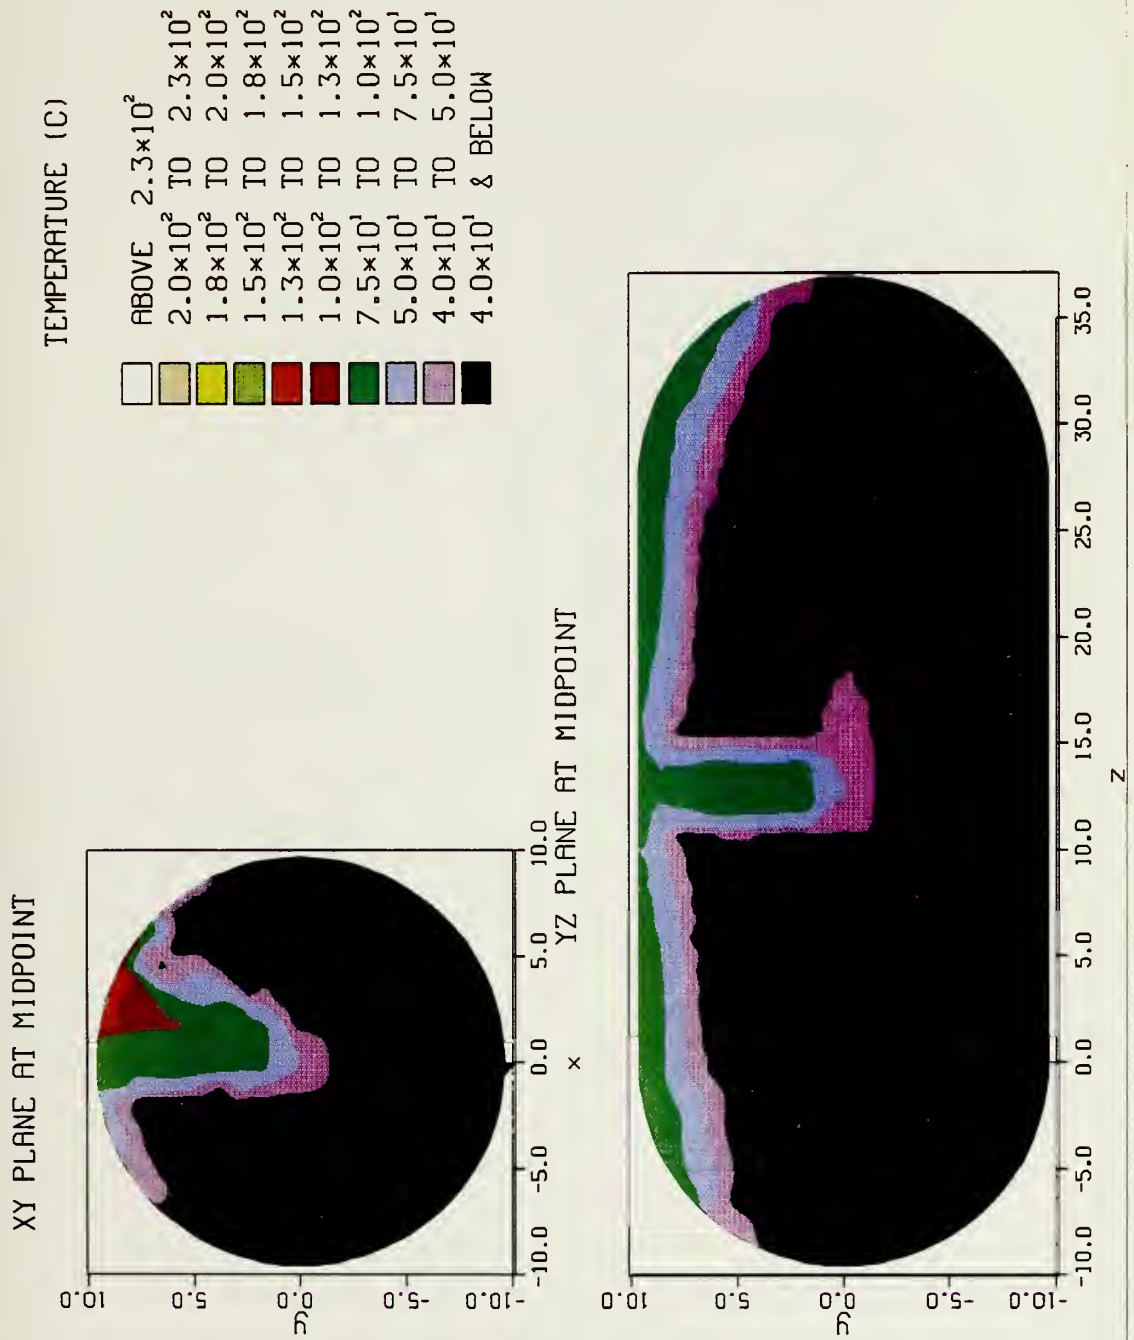 XY PLANE AT MIDPOINT
y
10.0
5.0
0.0
-5.0
-10.0
-10.0
-5.0
0.0
5.0
10.0
x
TEMPERATURE (C)
ABOVE 2.3×10²
2.0×10² TO 2.3×10²
1.8×10² TO 2.0×10²
1.5×10² TO 1.8×10²
1.3×10² TO 1.5×10²
1.0×10² TO 1.3×10²
7.5×10¹ TO 1.0×10²
5.0×10¹ TO 7.5×10¹
4.0×10¹ TO 5.0×10¹
4.0×10¹ & BELOW
YZ PLANE AT MIDPOINT
y
10.0
5.0
0.0
-5.0
-10.0
-10.0
-5.0
0.0
5.0
10.0
15.0
20.0
25.0
30.0
35.0
z